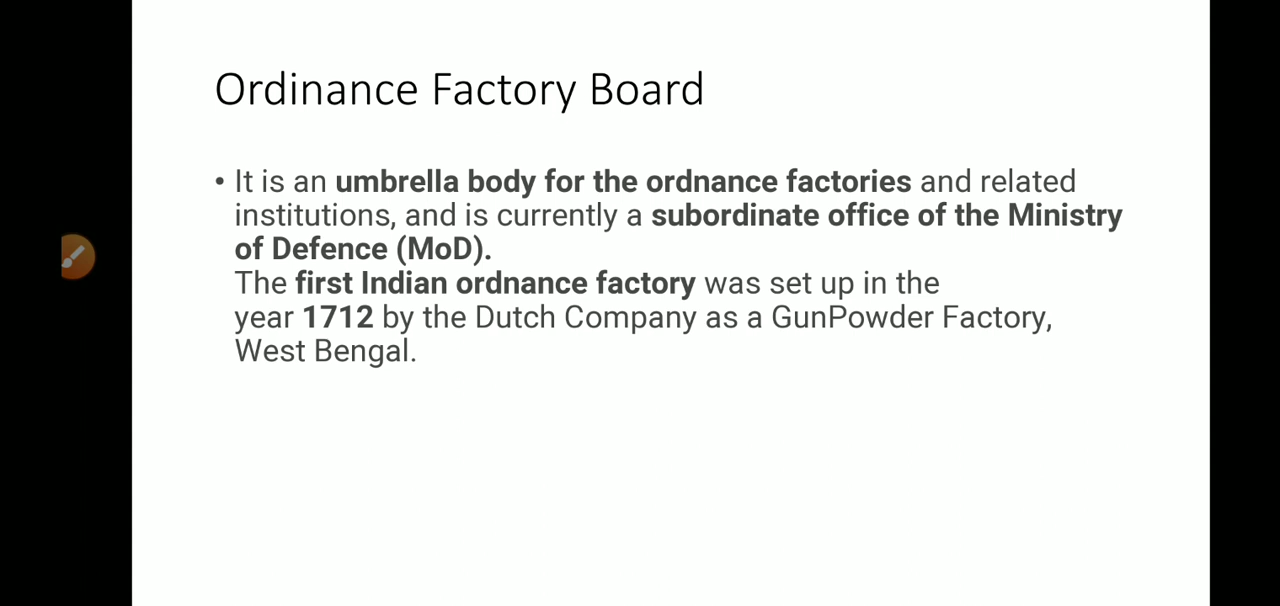 Ordinance Factory Board
• It is an umbrella body for the ordnance factories and related
institutions, and is currently a subordinate office of the Ministry
of Defence (MoD).
The first Indian ordnance factory was set up in the
year 1712 by the Dutch Company as a GunPowder Factory,
West Bengal.